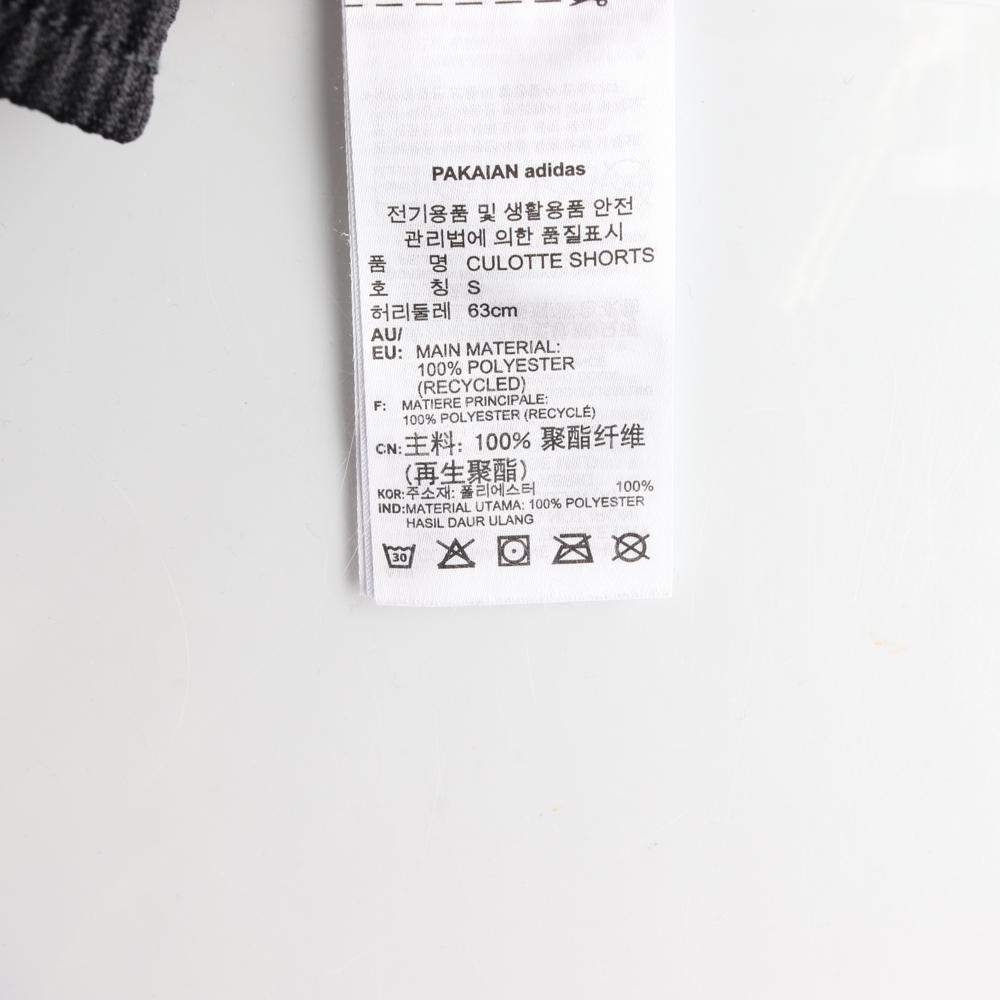 PAKAIAN adidas
전기용품 및 생활용품 안전
관리법에 의한 품질표시
품 명 CULOTTE SHORTS
호 칭 S
허리둘레 63cm
AU/
EU: MAIN MATERIAL:
100% POLYESTER
(RECYCLED)
F: MATIERE PRINCIPALE:
100% POLYESTER (RECYCLÉ)
CN: 主料: 100% 聚酯纤维
(再生聚酯)
KOR: 주소재: 폴리에스터 100%
IND: MATERIAL UTAMA: 100% POLYESTER
HASIL DAUR ULANG
30